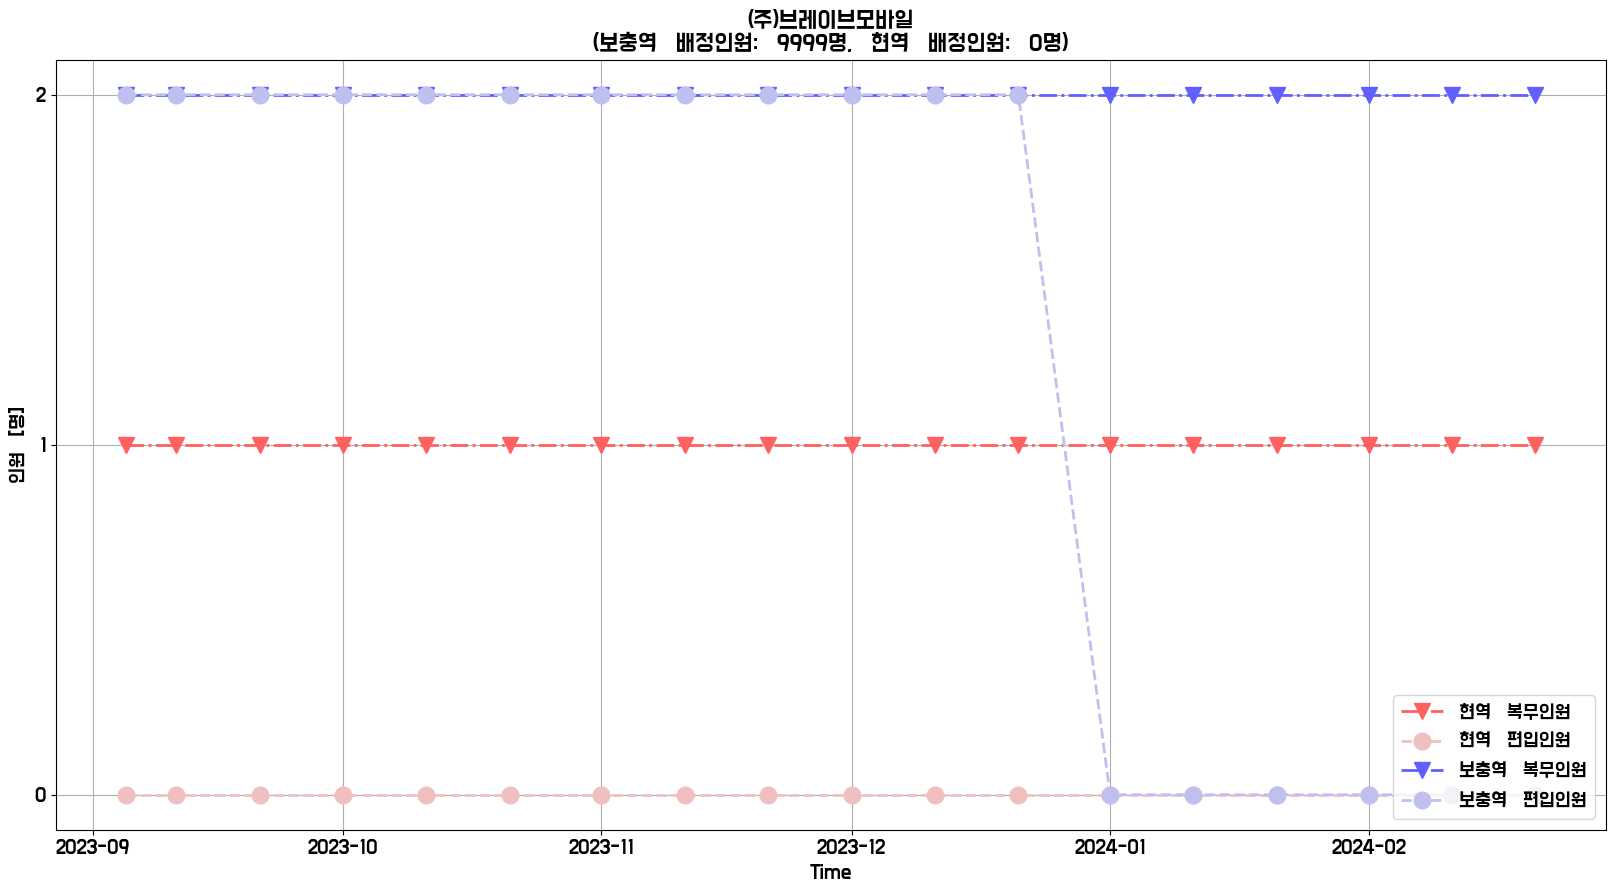 (주)브레이브모바일
(보충역 배정인원: 9999명, 현역 배정인원: 0명)
2
1
0
인원 [명]
2023-09
2023-10
2023-11
2023-12
2024-01
2024-02
Time
현역 복무인원
현역 편입인원
보충역 복무인원
보충역 편입인원